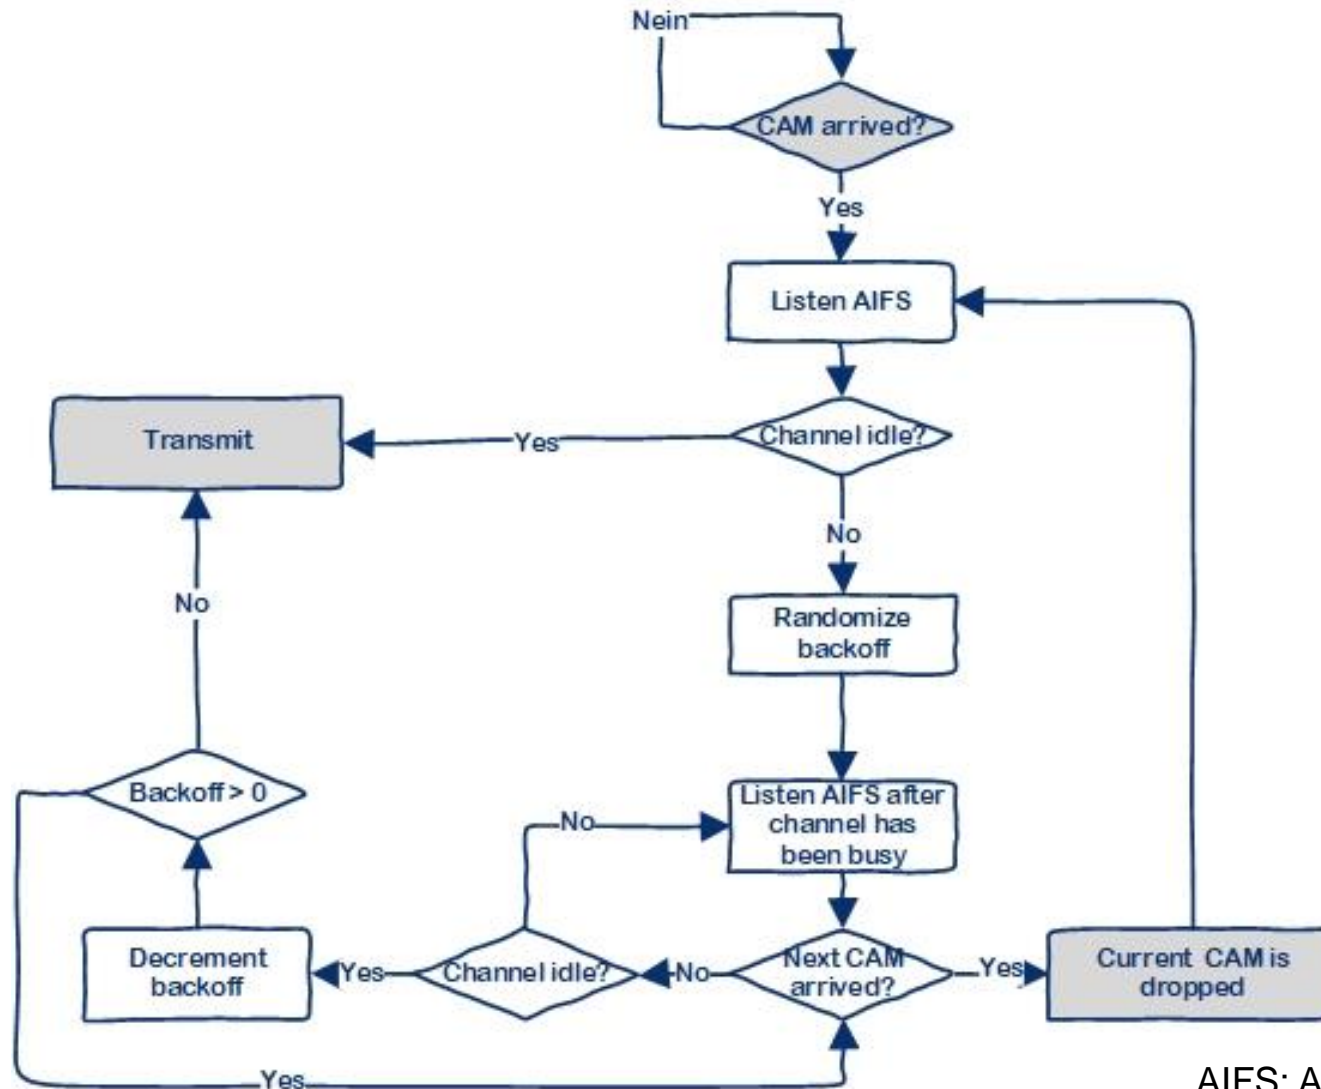 Nein
CAM arrived?
Yes
Listen AIFS
Channel idle?
Yes
Transmit
No
Randomize
backoff
No
Backoff > 0
Listen AIFS after
channel has
been busy
No
Decrement
backoff
Yes
Channel idle?
No
Next CAM
arrived?
Yes
Current CAM is
dropped
Yes
AIFS: A